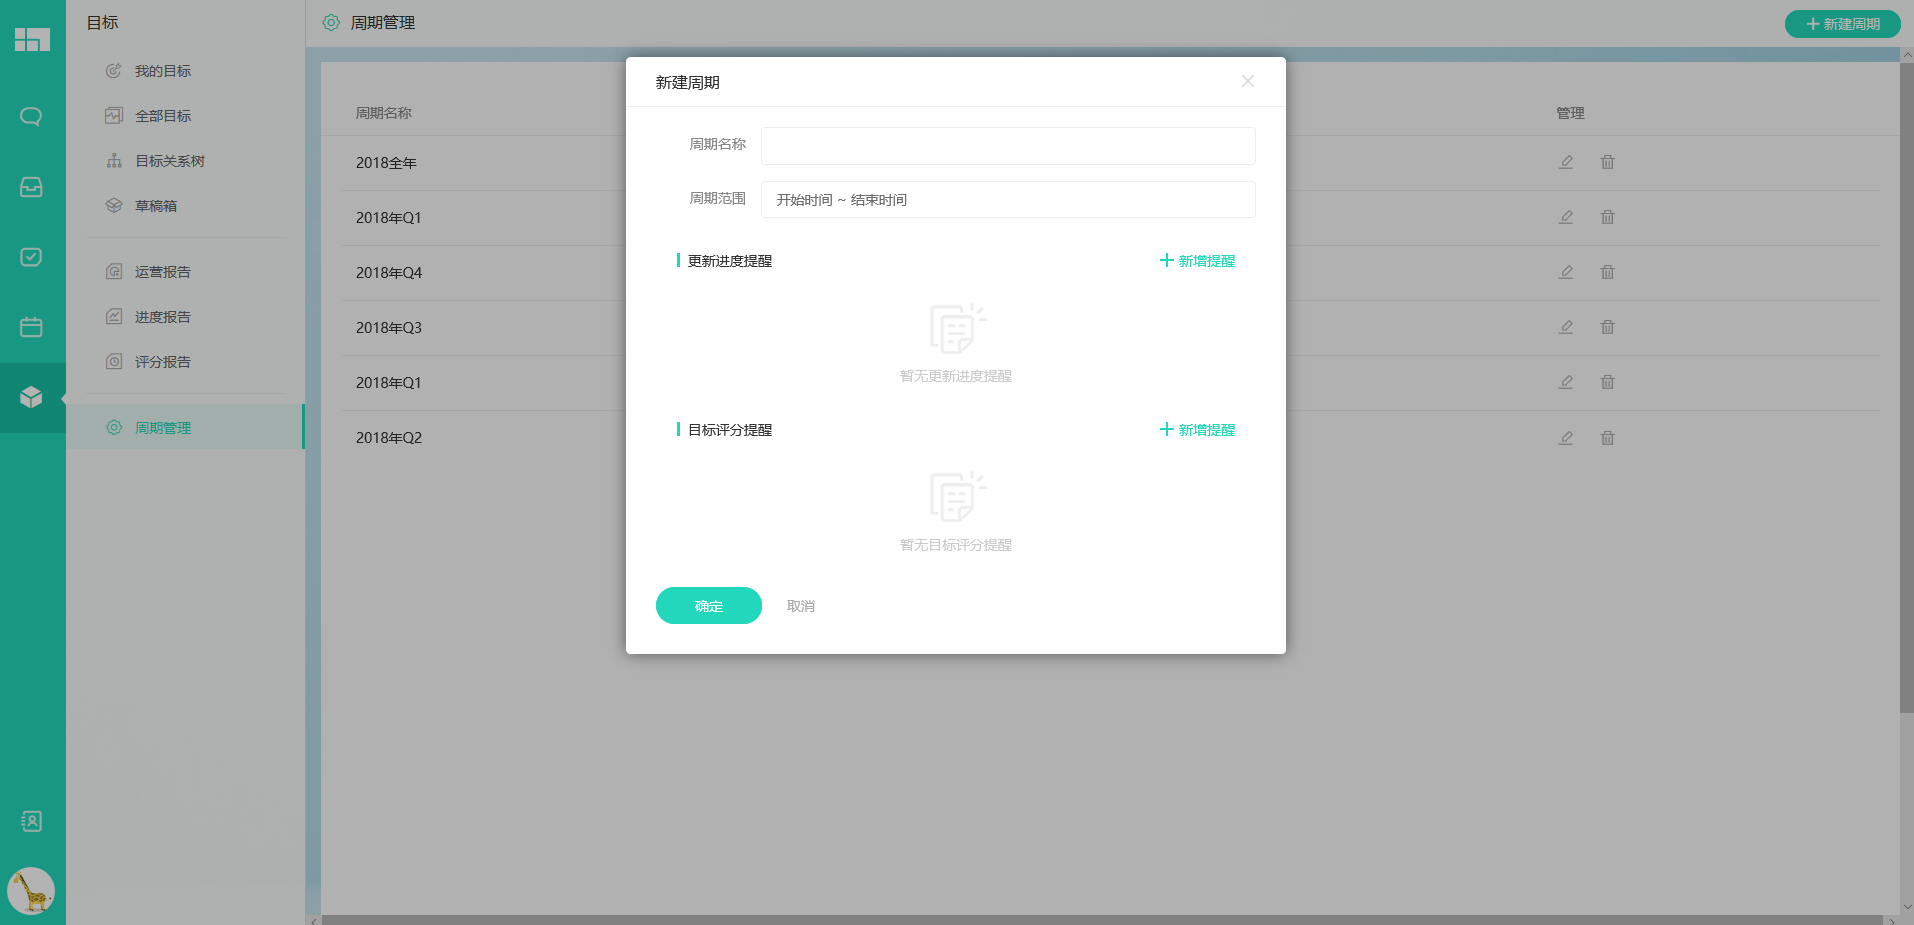 目标
我的目标
全部目标
目标关系树
草稿箱
运营报告
进度报告
评分报告
周期管理
周期管理
新建周期
周期名称
管理
2018全年
2018年Q1
2018年Q4
2018年Q3
2018年Q1
2018年Q2
新建周期
周期名称
周期范围
开始时间 ~ 结束时间
更新进度提醒
新增提醒
暂无更新进度提醒
目标评分提醒
新增提醒
暂无目标评分提醒
确定
取消